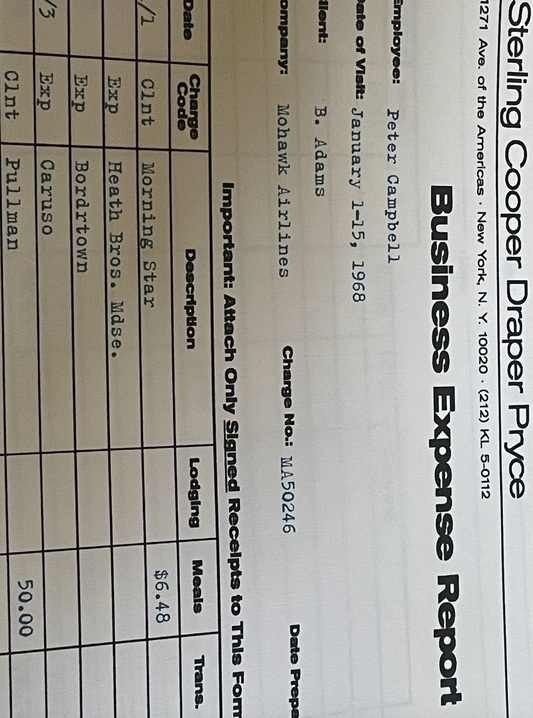 Sterling Cooper Draper Pryce
1271 Ave. of the Americas · New York, N. Y. 10020 · (212) KL 5-0112
Business Expense Report
Employee: Peter Campbell
Date of Visit: January 1-15, 1968
Client: B. Adams
Company: Mohawk Airlines Charge No.: MA50246 Date Prepa
Important: Attach Only Signed Receipts to This Form
Date Charge Code Description Lodging Meals Trans.
/1 Clnt Morning Star $6.48
Exp Heath Bros. Mdse.
Exp Bordrtown
/3 Exp Caruso
Clnt Pullman 50.00